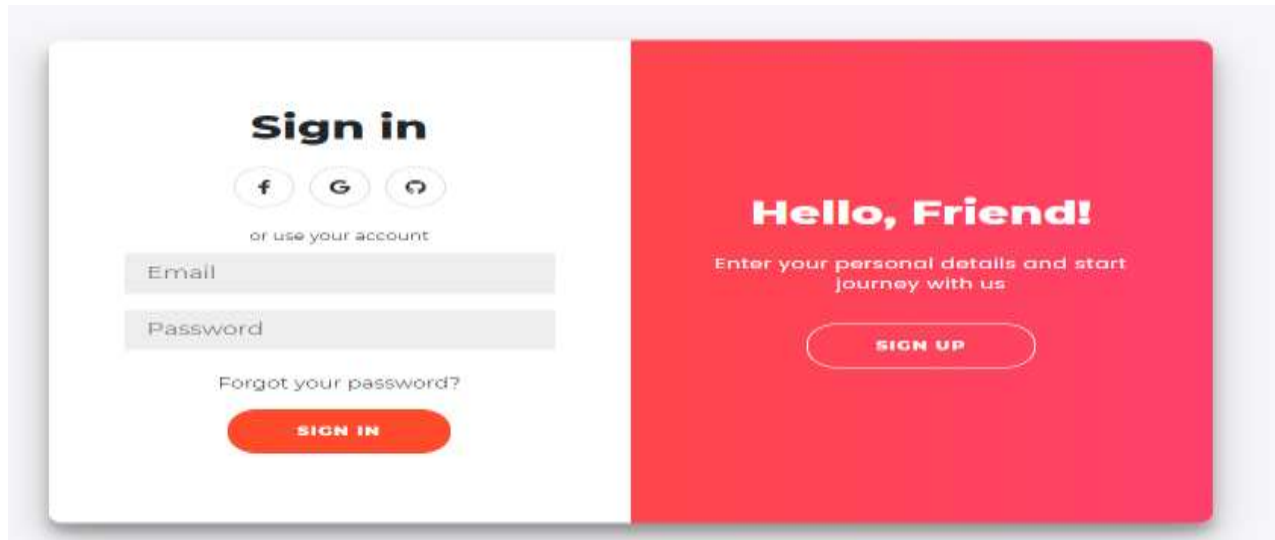 Sign in
or use your account
Email
Password
Forgot your password?
SIGN IN
Hello, Friend!
Enter your personal details and start
journey with us
SIGN UP